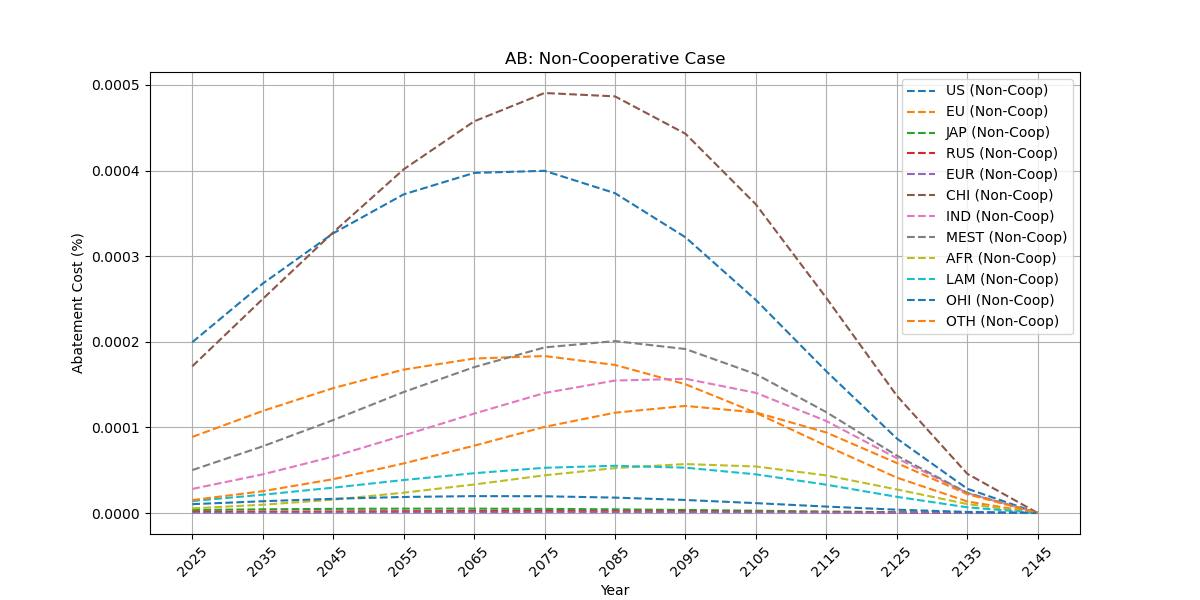 AB: Non-Cooperative Case
Abatement Cost (%)
0.0005
0.0004
0.0003
0.0002
0.0001
0.0000
US (Non-Coop)
EU (Non-Coop)
JAP (Non-Coop)
RUS (Non-Coop)
EUR (Non-Coop)
CHI (Non-Coop)
IND (Non-Coop)
MEST (Non-Coop)
AFR (Non-Coop)
LAM (Non-Coop)
OHI (Non-Coop)
OTH (Non-Coop)
2025 2035 2045 2055 2065 2075 2085 2095 2105 2115 2125 2135 2145
Year